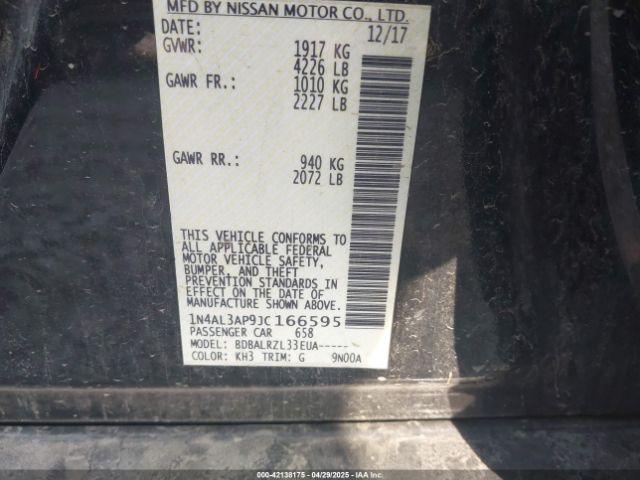 MFD BY NISSAN MOTOR CO., LTD.
DATE: 12/17
GVWR: 1917 KG
4226 LB
GAWR FR.: 1010 KG
2227 LB
GAWR RR.: 940 KG
2072 LB
THIS VEHICLE CONFORMS TO
ALL APPLICABLE FEDERAL
MOTOR VEHICLE SAFETY,
BUMPER, AND THEFT
PREVENTION STANDARDS IN
EFFECT ON THE DATE OF
MANUFACTURE SHOWN ABOVE.
1N4AL3AP9JC166595
PASSENGER CAR 658
MODEL: BDBALRZL33EUA-----
COLOR: KH3 TRIM: G 9N00A
000-42138175 - 04/29/2025 - IAAI